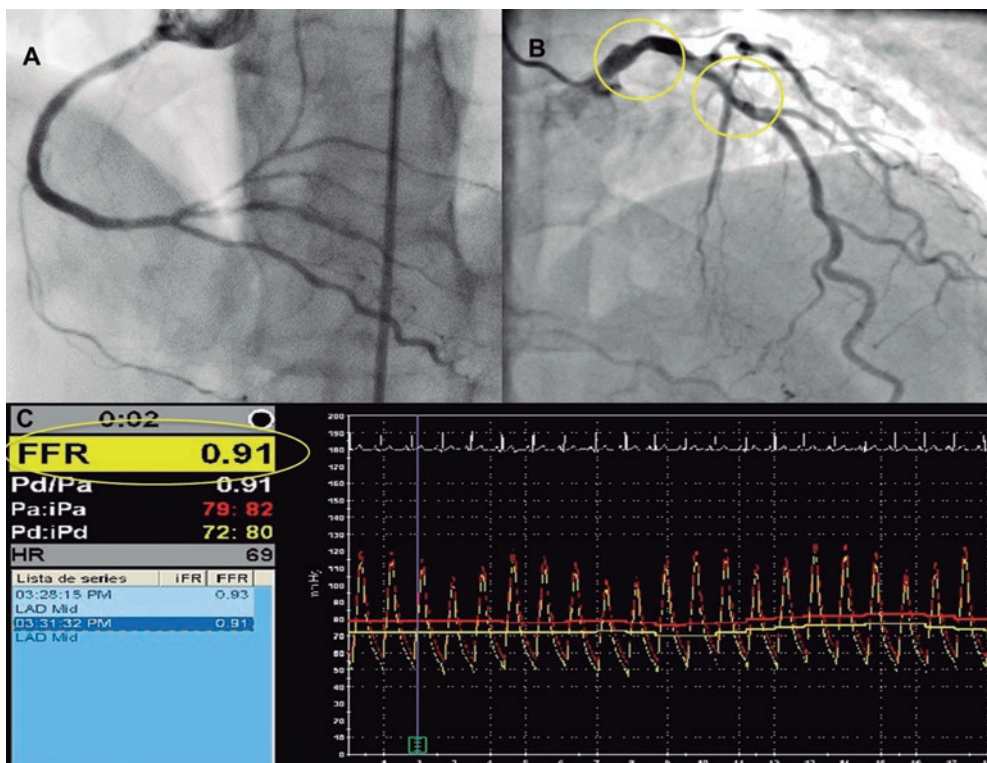 A
B
C 0:02
FFR 0.91
Pd/Pa 0.91
Pa:iPa 79: 82
Pd:iPd 72: 80
HR 69
Lista de series iFR FFR
03:28:15 PM 0.93
LAD Mid
03:31:32 PM 0.91
LAD Mid
200
190
180
170
160
150
140
130
120
110
100
90
80
70
60
50
40
30
20
10
0